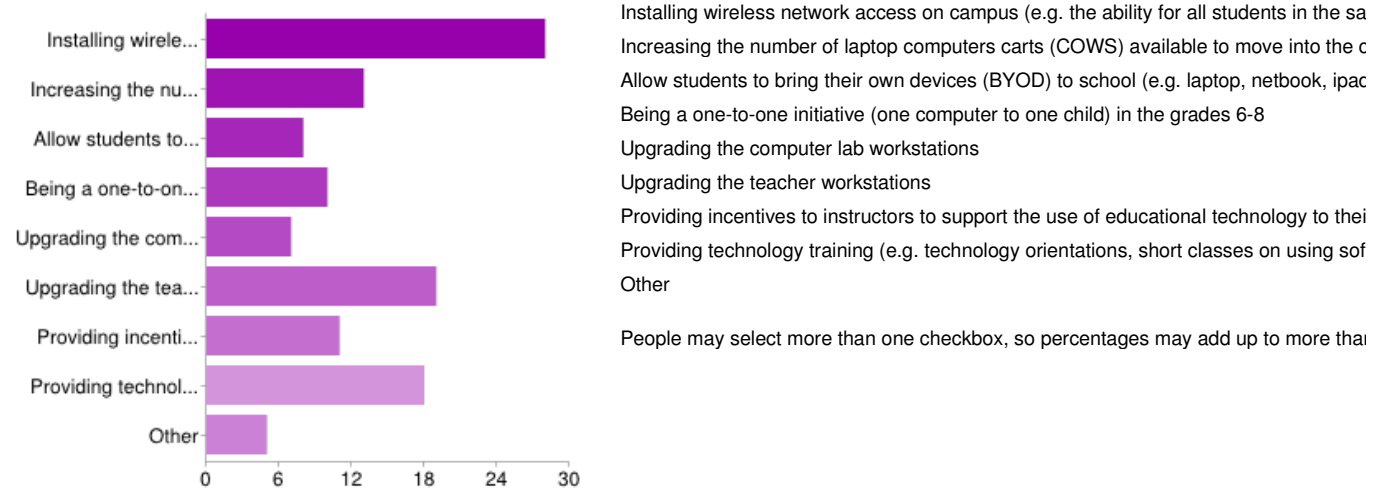 Installing wirele...
Increasing the nu...
Allow students to...
Being a one-to-on...
Upgrading the com...
Upgrading the tea...
Providing incenti...
Providing technol...
Other
0 6 12 18 24 30
Installing wireless network access on campus (e.g. the ability for all students in the sa
Increasing the number of laptop computers carts (COWS) available to move into the c
Allow students to bring their own devices (BYOD) to school (e.g. laptop, netbook, ipad
Being a one-to-one initiative (one computer to one child) in the grades 6-8
Upgrading the computer lab workstations
Upgrading the teacher workstations
Providing incentives to instructors to support the use of educational technology to thei
Providing technology training (e.g. technology orientations, short classes on using sof
Other
People may select more than one checkbox, so percentages may add up to more than